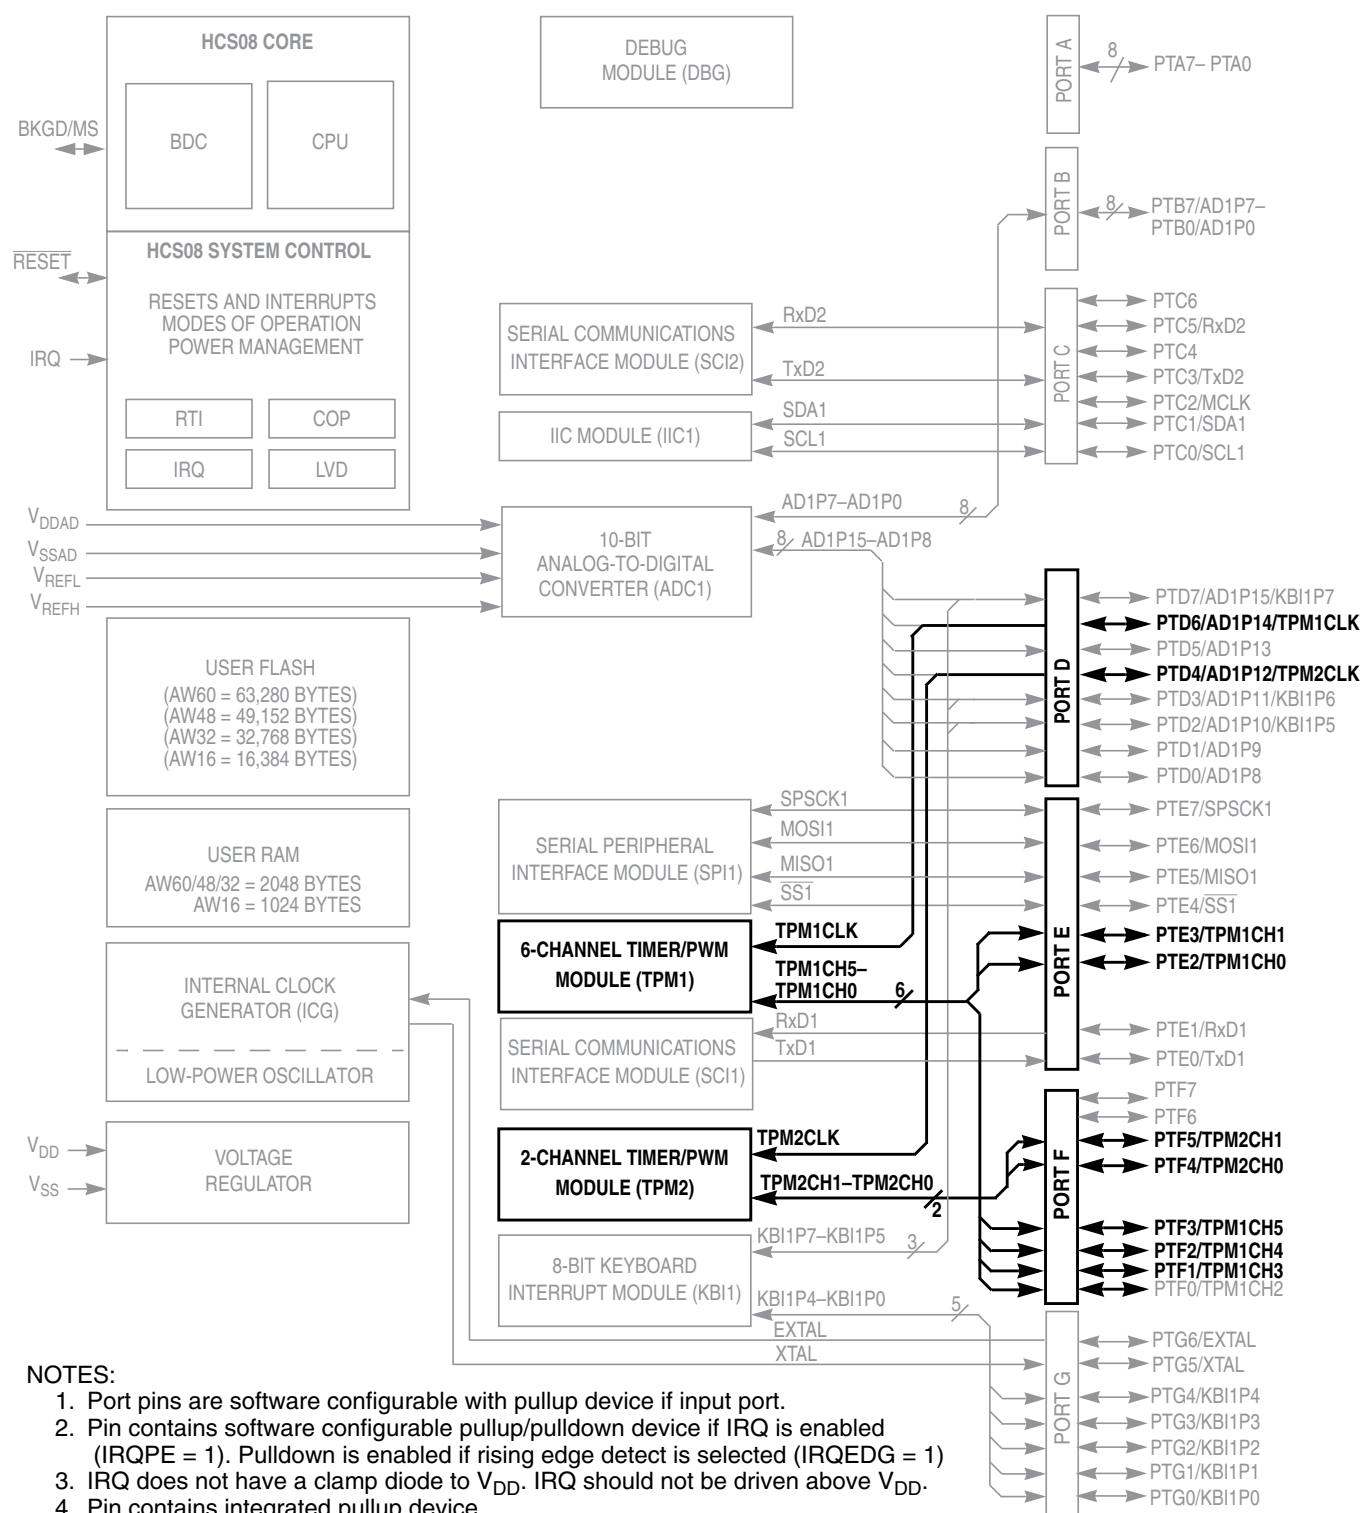 HCS08 CORE
BDC
CPU
BKGD/MS
HCS08 SYSTEM CONTROL
RESET
RESETS AND INTERRUPTS
MODES OF OPERATION
POWER MANAGEMENT
IRQ
RTI
COP
IRQ
LVD
VDDAD
VSSAD
VREFL
VREFH
USER FLASH
(AW60 = 63,280 BYTES)
(AW48 = 49,152 BYTES)
(AW32 = 32,768 BYTES)
(AW16 = 16,384 BYTES)
USER RAM
AW60/48/32 = 2048 BYTES
AW16 = 1024 BYTES
INTERNAL CLOCK
GENERATOR (ICG)
LOW-POWER OSCILLATOR
VDD
VSS
VOLTAGE
REGULATOR
DEBUG
MODULE (DBG)
SERIAL COMMUNICATIONS
INTERFACE MODULE (SCI2)
RxD2
TxD2
IIC MODULE (IIC1)
SDA1
SCL1
10-BIT
ANALOG-TO-DIGITAL
CONVERTER (ADC1)
AD1P7–AD1P0
8
8
AD1P15–AD1P8
SERIAL PERIPHERAL
INTERFACE MODULE (SPI1)
SPSCK1
MOSI1
MISO1
SS1
6-CHANNEL TIMER/PWM
MODULE (TPM1)
TPM1CLK
TPM1CH5–
TPM1CH0
6
SERIAL COMMUNICATIONS
INTERFACE MODULE (SCI1)
RxD1
TxD1
2-CHANNEL TIMER/PWM
MODULE (TPM2)
TPM2CLK
TPM2CH1–TPM2CH0
2
8-BIT KEYBOARD
INTERRUPT MODULE (KBI1)
KBI1P7–KBI1P5
3
KBI1P4–KBI1P0
5
EXTAL
XTAL
PORT A
8
PTA7– PTA0
PORT B
8
PTB7/AD1P7–
PTB0/AD1P0
PORT C
PTC6
PTC5/RxD2
PTC4
PTC3/TxD2
PTC2/MCLK
PTC1/SDA1
PTC0/SCL1
PORT D
PTD7/AD1P15/KBI1P7
PTD6/AD1P14/TPM1CLK
PTD5/AD1P13
PTD4/AD1P12/TPM2CLK
PTD3/AD1P11/KBI1P6
PTD2/AD1P10/KBI1P5
PTD1/AD1P9
PTD0/AD1P8
PORT E
PTE7/SPSCK1
PTE6/MOSI1
PTE5/MISO1
PTE4/SS1
PTE3/TPM1CH1
PTE2/TPM1CH0
PTE1/RxD1
PTE0/TxD1
PORT F
PTF7
PTF6
PTF5/TPM2CH1
PTF4/TPM2CH0
PTF3/TPM1CH5
PTF2/TPM1CH4
PTF1/TPM1CH3
PTF0/TPM1CH2
PORT G
PTG6/EXTAL
PTG5/XTAL
PTG4/KBI1P4
PTG3/KBI1P3
PTG2/KBI1P2
PTG1/KBI1P1
PTG0/KBI1P0
NOTES:
1. Port pins are software configurable with pullup device if input port.
2. Pin contains software configurable pullup/pulldown device if IRQ is enabled
(IRQPE = 1). Pulldown is enabled if rising edge detect is selected (IRQEDG = 1)
3. IRQ does not have a clamp diode to VDD. IRQ should not be driven above VDD.
4. Pin contains integrated pullup device.